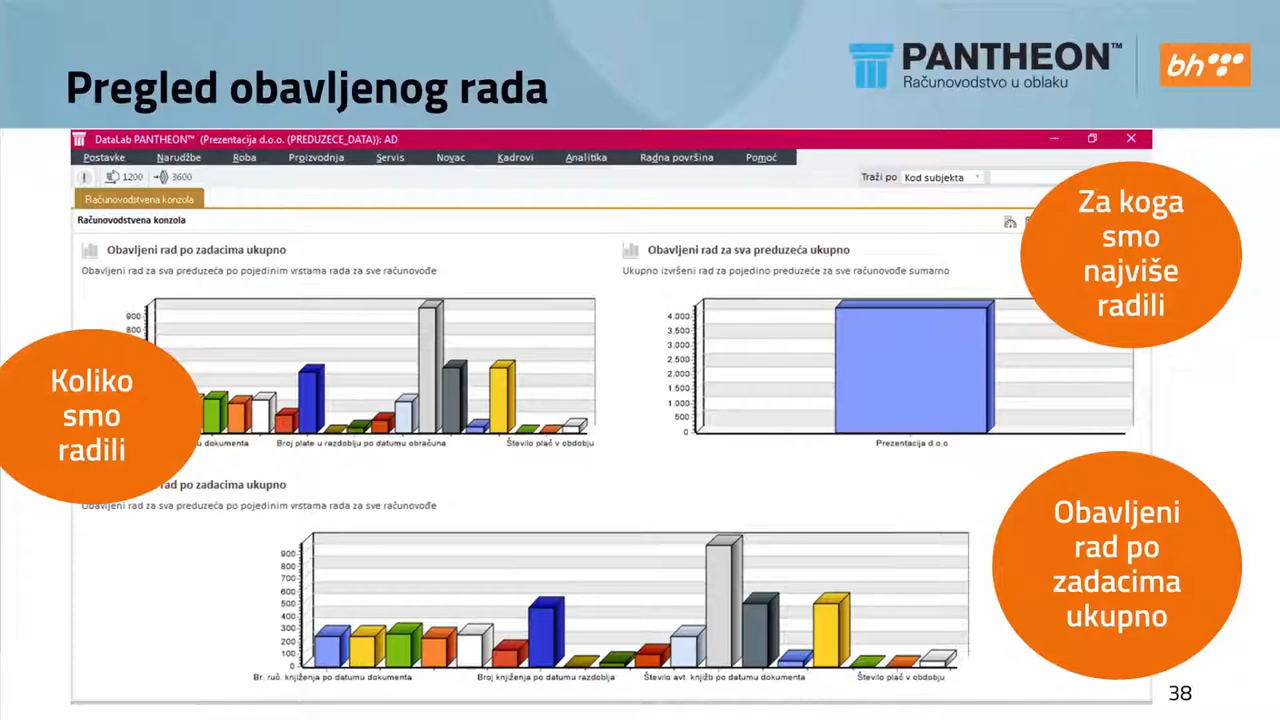 Pregled obavljenog rada
PANTHEON™
Računovodstvo u oblaku
bh
DataLab PANTHEON™ (Prezentacija d.o.o. (PREDUZECE_DATA)): AD
Postavke Narudžbe Roba Proizvodnja Servis Novac Kadrovi Analitika Radna površina Pomoć
1200 3600
Traži po Kod subjekta
Računovodstvena konzola
Računovodstvena konzola
Obavljeni rad po zadacima ukupno
Obavljeni rad za sva preduzeća po pojedinim vrstama rada za sve računovođe
900
800
u dokumenta Broj plate u razdoblju po datumu obračuna Število plač v obdobju
Obavljeni rad za sva preduzeća ukupno
Ukupno izvršeni rad za pojedino preduzeće za sve računovođe sumarno
4.000
3.500
3.000
2.500
2.000
1.500
1.000
500
0
Prezentacija d.o.o.
Za koga
smo
najviše
radili
Koliko
smo
radili
rad po zadacima ukupno
Obavljeni rad za sva preduzeća po pojedinim vrstama rada za sve računovođe
900
800
700
600
500
400
300
200
100
0
Br. ruč. knjiženja po datumu dokumenta Broj knjiženja po datumu razdoblja Število avt. knjižb po datumu dokumenta Število plač v obdobju
Obavljeni
rad po
zadacima
ukupno
38